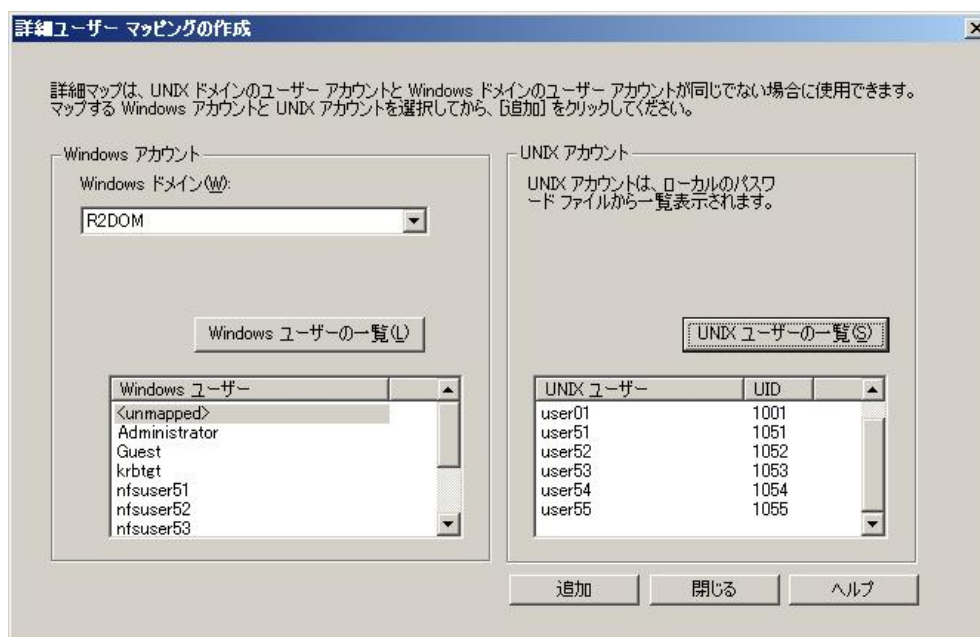 詳細ユーザー マッピングの作成
詳細マップは、UNIX ドメインのユーザー アカウントと Windows ドメインのユーザー アカウントが同じでない場合に使用できます。
マップする Windows アカウントと UNIX アカウントを選択してから、[追加] をクリックしてください。
Windows アカウント
Windows ドメイン(W):
R2DOM
Windows ユーザーの一覧(L)
Windows ユーザー
<unmapped>
Administrator
Guest
krbtgt
nfsuser51
nfsuser52
nfsuser53
UNIX アカウント
UNIX アカウントは、ローカルのパスワ
ード ファイルから一覧表示されます。
UNIX ユーザーの一覧(S)
UNIX ユーザー UID
user01 1001
user51 1051
user52 1052
user53 1053
user54 1054
user55 1055
追加 閉じる ヘルプ